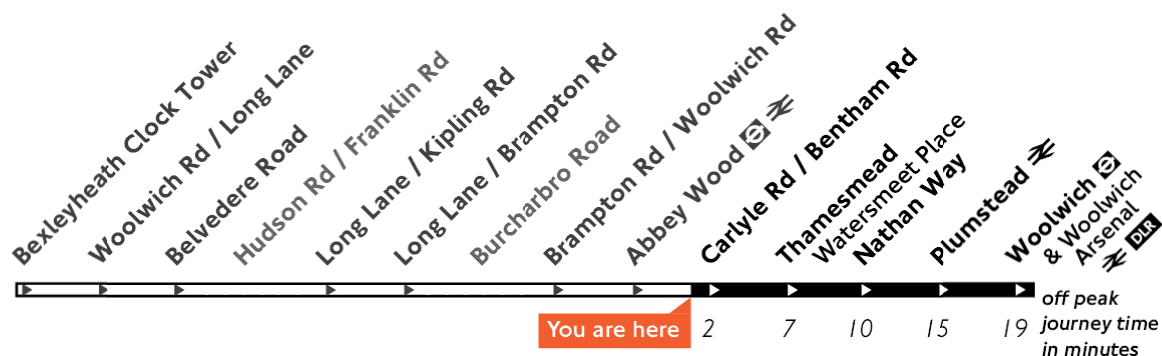 Bexleyheath Clock Tower
Woolwich Rd / Long Lane
Belvedere Road
Hudson Rd / Franklin Rd
Long Lane / Kipling Rd
Long Lane / Brampton Rd
Burcharbro Road
Brampton Rd / Woolwich Rd
Abbey Wood
Carlyle Rd / Bentham Rd
Thamesmead
Watersmeet Place
Nathan Way
Plumstead
Woolwich
& Woolwich
Arsenal
DLR
You are here
2 7 10 15 19
off peak
journey time
in minutes